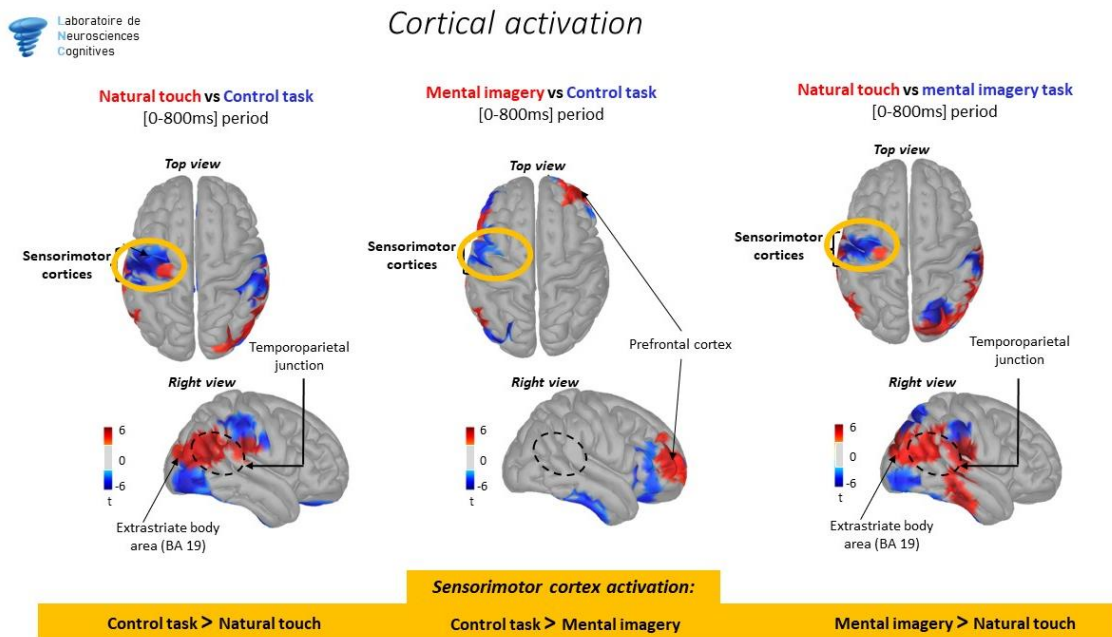 Laboratoire de
Neurosciences
Cognitives
Cortical activation
Natural touch vs Control task
[0-800ms] period
Top view
Sensorimotor
cortices
Temporoparietal
junction
Right view
6
0
-6
t
Extrastriate body
area (BA 19)
Mental imagery vs Control task
[0-800ms] period
Top view
Sensorimotor
cortices
Prefrontal cortex
Right view
6
0
-6
t
Natural touch vs mental imagery task
[0-800ms] period
Top view
Sensorimotor
cortices
Temporoparietal
junction
Right view
6
0
-6
t
Extrastriate body
area (BA 19)
Sensorimotor cortex activation:
Control task > Natural touch
Control task > Mental imagery
Mental imagery > Natural touch